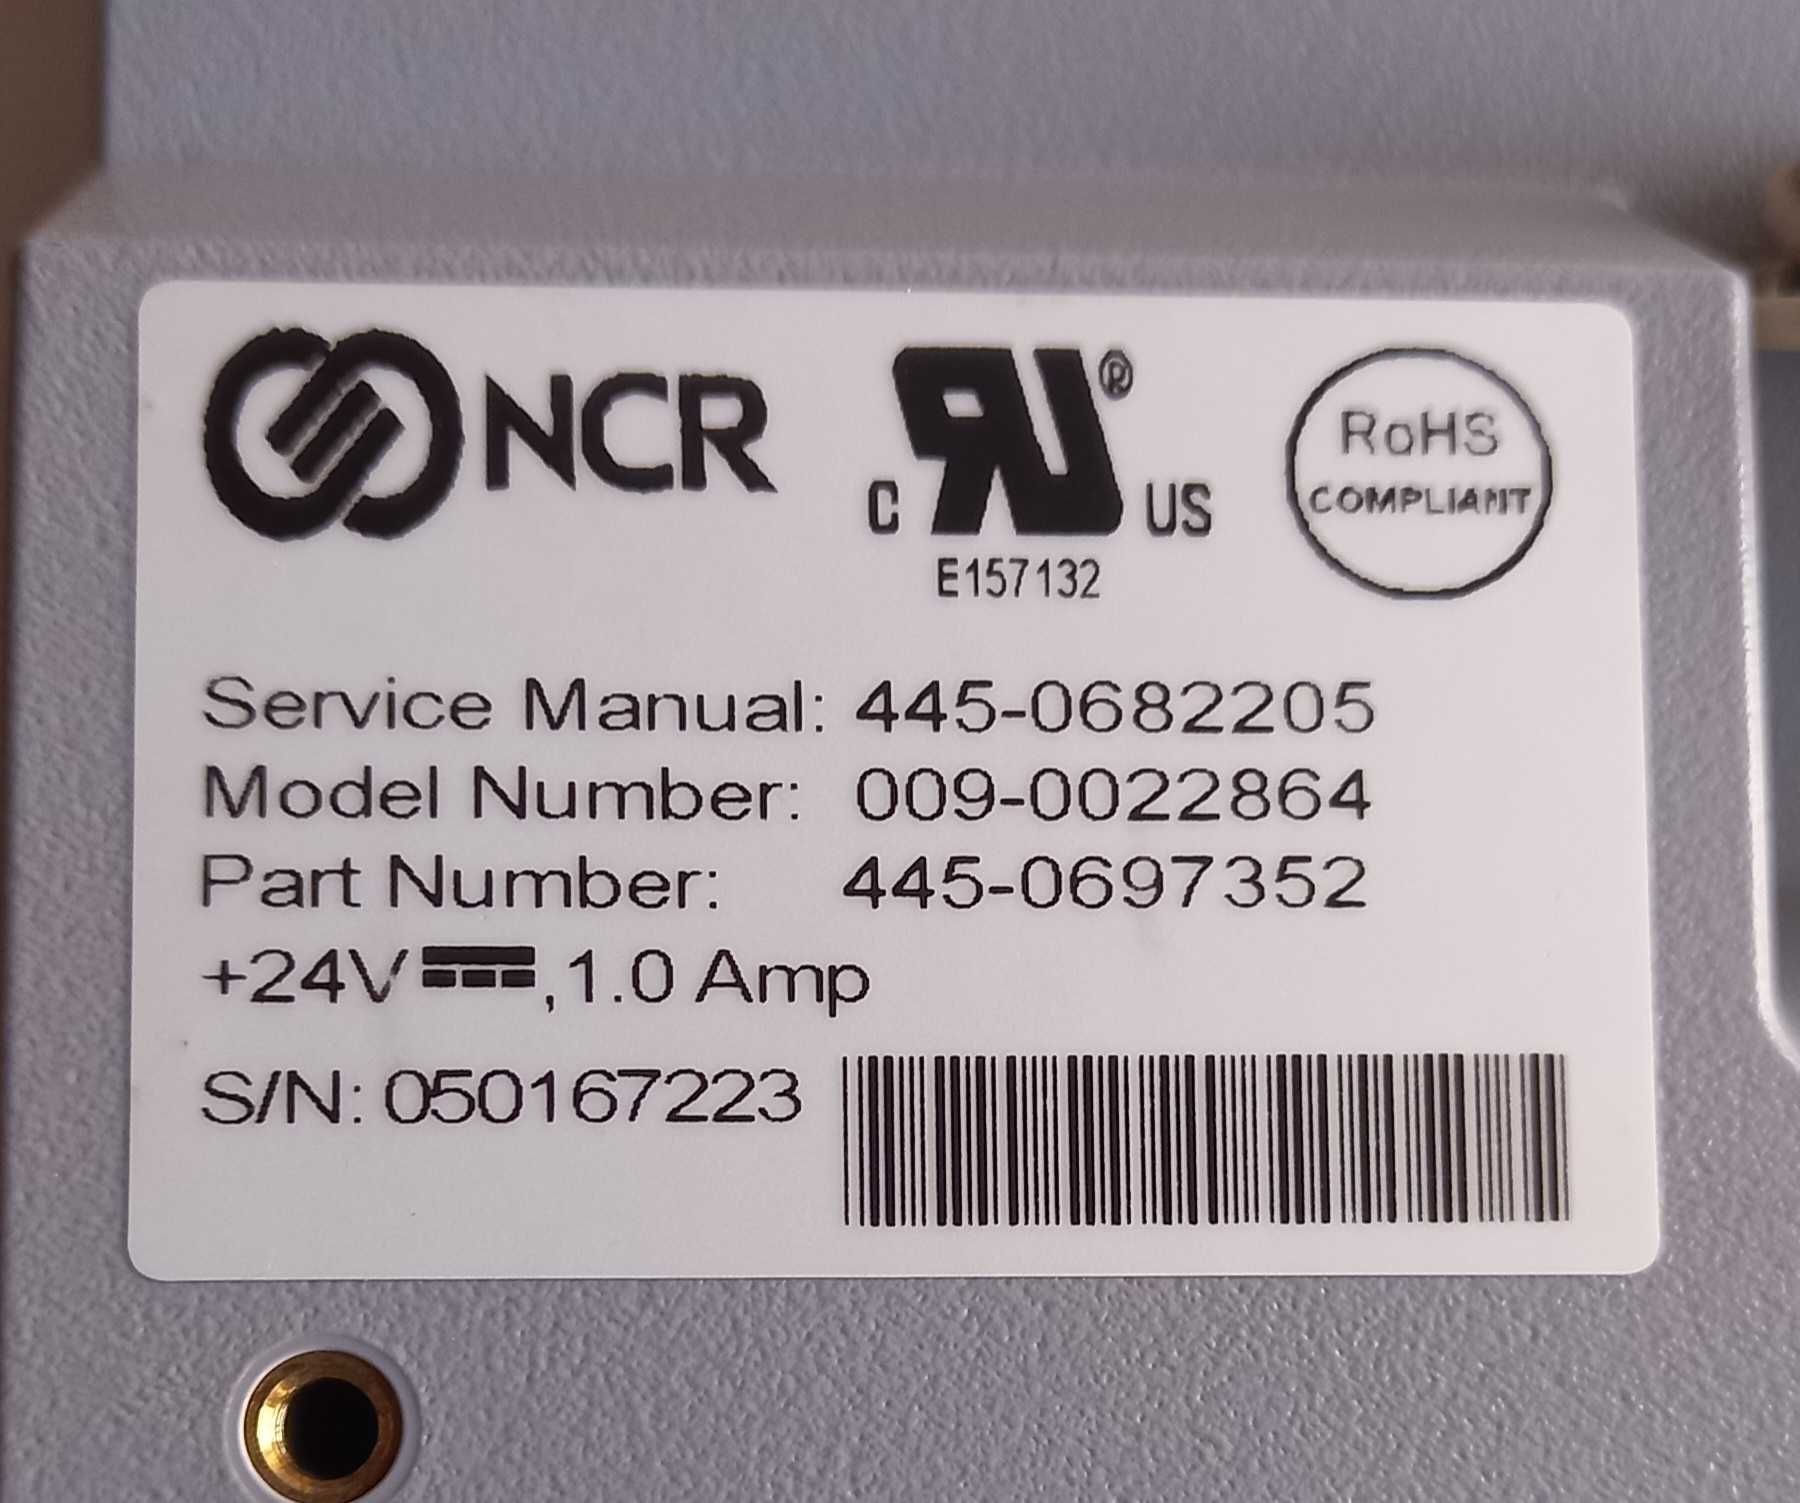 NCR
®
C US
E157132
RoHS
COMPLIANT
Service Manual: 445-0682205
Model Number: 009-0022864
Part Number: 445-0697352
+24V⎓,1.0 Amp
S/N: 050167223